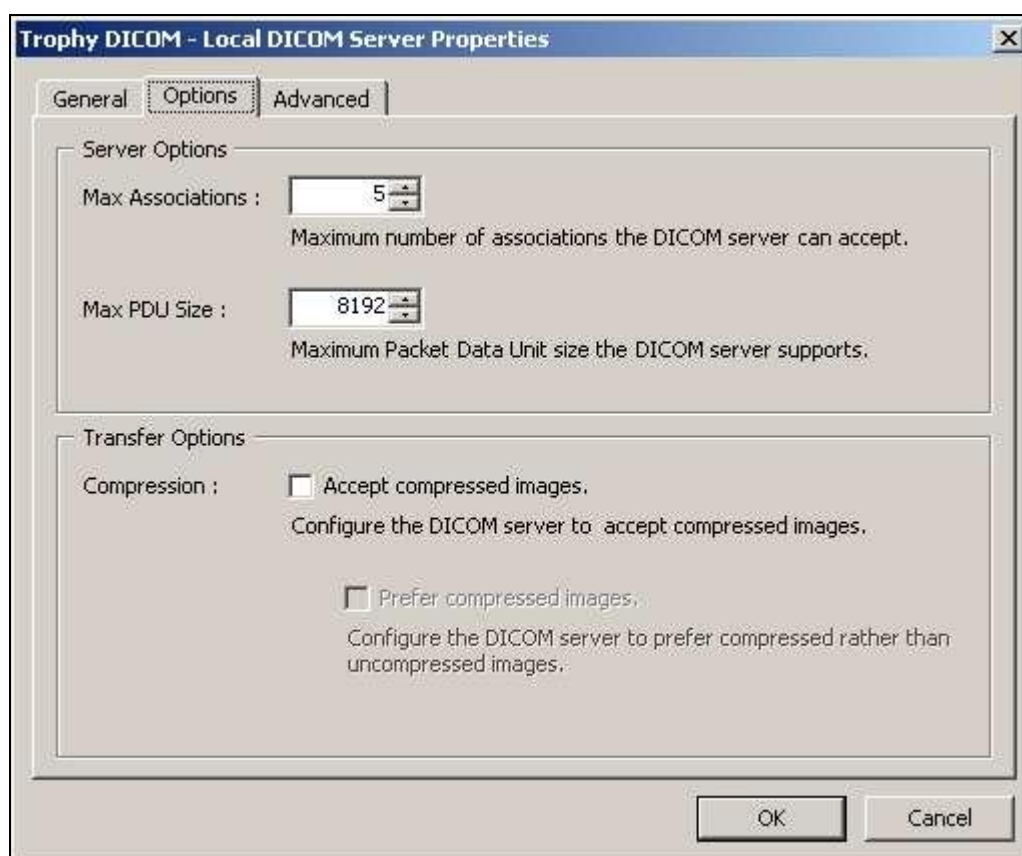 Trophy DICOM - Local DICOM Server Properties
General Options Advanced
Server Options
Max Associations : 5
Maximum number of associations the DICOM server can accept.
Max PDU Size : 8192
Maximum Packet Data Unit size the DICOM server supports.
Transfer Options
Compression : Accept compressed images.
Configure the DICOM server to accept compressed images.
Prefer compressed images.
Configure the DICOM server to prefer compressed rather than
uncompressed images.
OK Cancel